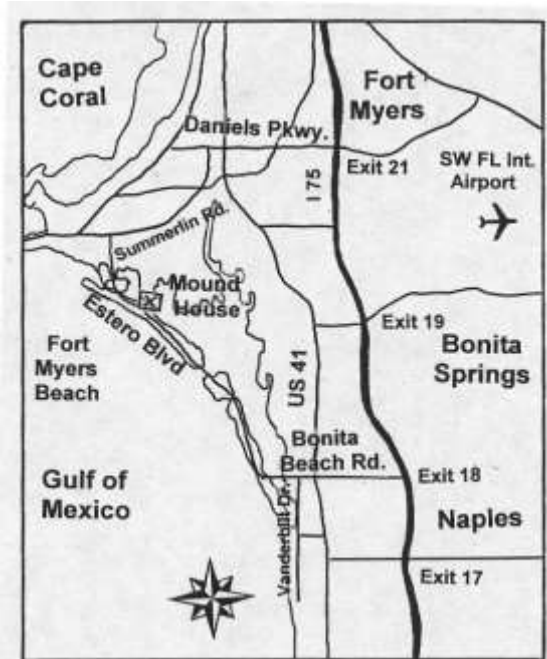 Cape
Coral
Fort
Myers
Daniels Pkwy.
Exit 21
SW FL Int.
Airport
I 75
Summerlin Rd.
Mound
House
Estero Blvd
Fort
Myers
Beach
Exit 19
Bonita
Springs
US 41
Bonita
Beach Rd.
Exit 18
Gulf of
Mexico
Naples
Vanderbilt Dr.
Exit 17